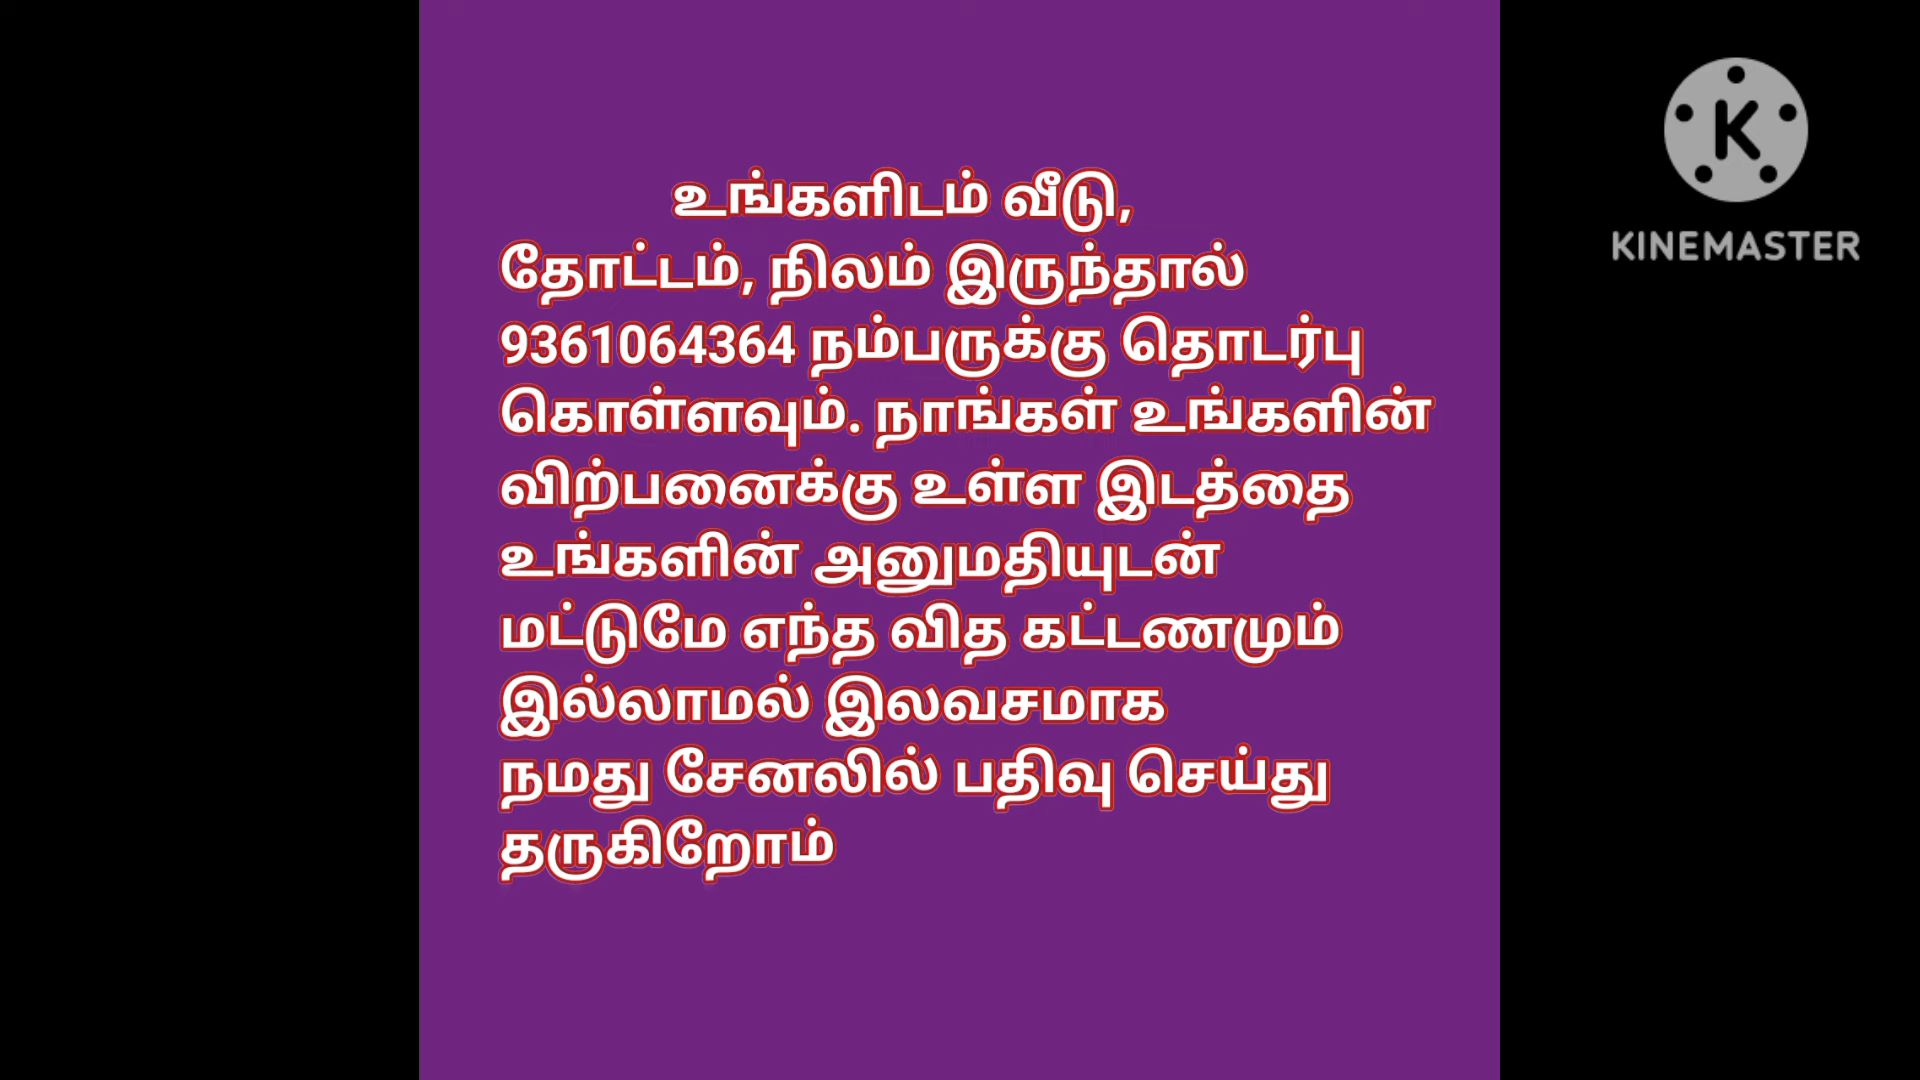 உங்களிடம் வீடு,
தோட்டம், நிலம் இருந்தால்
9361064364 நம்பருக்கு தொடர்பு
கொள்ளவும். நாங்கள் உங்களின்
விற்பனைக்கு உள்ள இடத்தை
உங்களின் அனுமதியுடன்
மட்டுமே எந்த வித கட்டணமும்
இல்லாமல் இலவசமாக
நமது சேனலில் பதிவு செய்து
தருகிறோம்
K
KINEMASTER